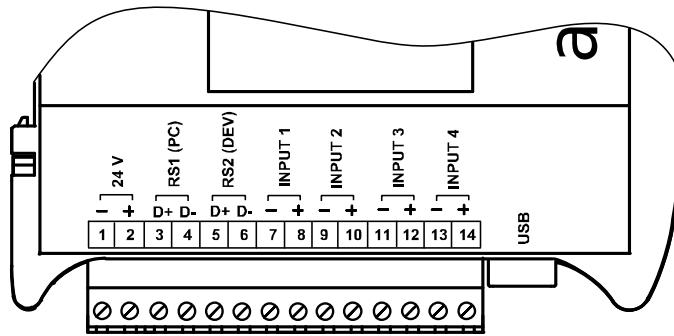 a
24 V
RS1 (PC)
RS2 (DEV)
INPUT 1
INPUT 2
INPUT 3
INPUT 4
− + D+ D- D+ D- − + − + − + − +
1 2 3 4 5 6 7 8 9 10 11 12 13 14
USB